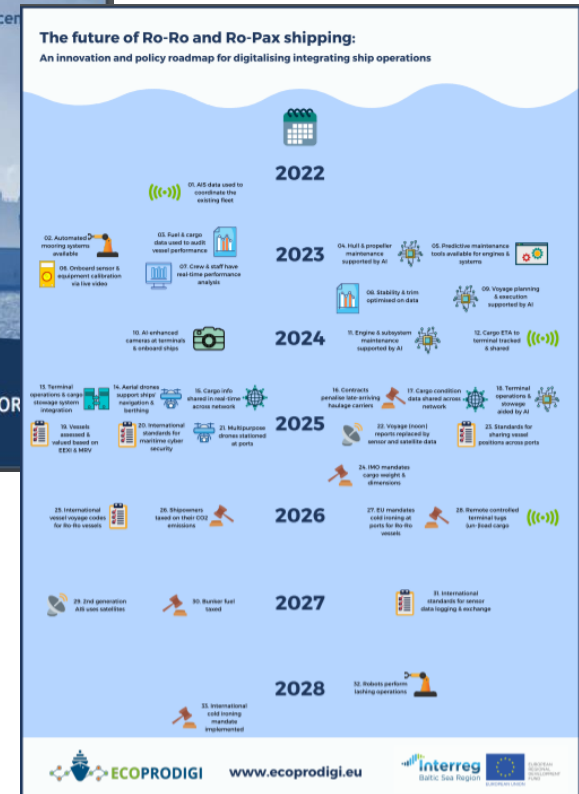 cen
OR
The future of Ro-Ro and Ro-Pax shipping:
An innovation and policy roadmap for digitalising integrating ship operations
2022
01. AIS data used to
coordinate the
existing fleet
2023
02. Automated
mooring systems
available
03. Fuel & cargo
data used to audit
vessel performance
04. Hull & propeller
maintenance
supported by AI
05. Predictive maintenance
tools available for engines &
systems
06. Onboard sensor &
equipment calibration
via live video
07. Crew & staff have
real-time performance
analysis
08. Stability & trim
optimised on data
09. Voyage planning
& execution
supported by AI
2024
10. AI enhanced
cameras at terminals
& onboard ships
11. Engine & subsystem
maintenance
supported by AI
12. Cargo ETA to
terminal tracked
& shared
2025
13. Terminal
operations & cargo
stowage system
integration
14. Aerial drones
support ships'
navigation &
berthing
15. Cargo info
shared in real-time
across network
16. Contracts
penalise late-arriving
haulage carriers
17. Cargo condition
data shared across
network
18. Terminal
operations &
stowage
aided by AI
19. Vessels
assessed &
valued based on
EEXI & MRV
20. International
standards for
maritime cyber
security
21. Multipurpose
drones stationed
at ports
22. Voyage (noon)
reports replaced by
sensor and satellite data
23. Standards for
sharing vessel
positions across ports
24. IMO mandates
cargo weight &
dimensions
2026
25. International
vessel voyage codes
for Ro-Ro vessels
26. Shipowners
taxed on their CO2
emissions
27. EU mandates
cold ironing at
ports for Ro-Ro
vessels
28. Remote controlled
terminal tugs
(un-)load cargo
2027
29. 2nd generation
AIS uses satellites
30. Bunker fuel
taxed
31. International
standards for sensor
data logging & exchange
2028
32. Robots perform
lashing operations
33. International
cold ironing
mandate
implemented
ECOPRODIGI
www.ecoprodigi.eu
Interreg
Baltic Sea Region
EUROPEAN UNION
EUROPEAN
REGIONAL
DEVELOPMENT
FUND